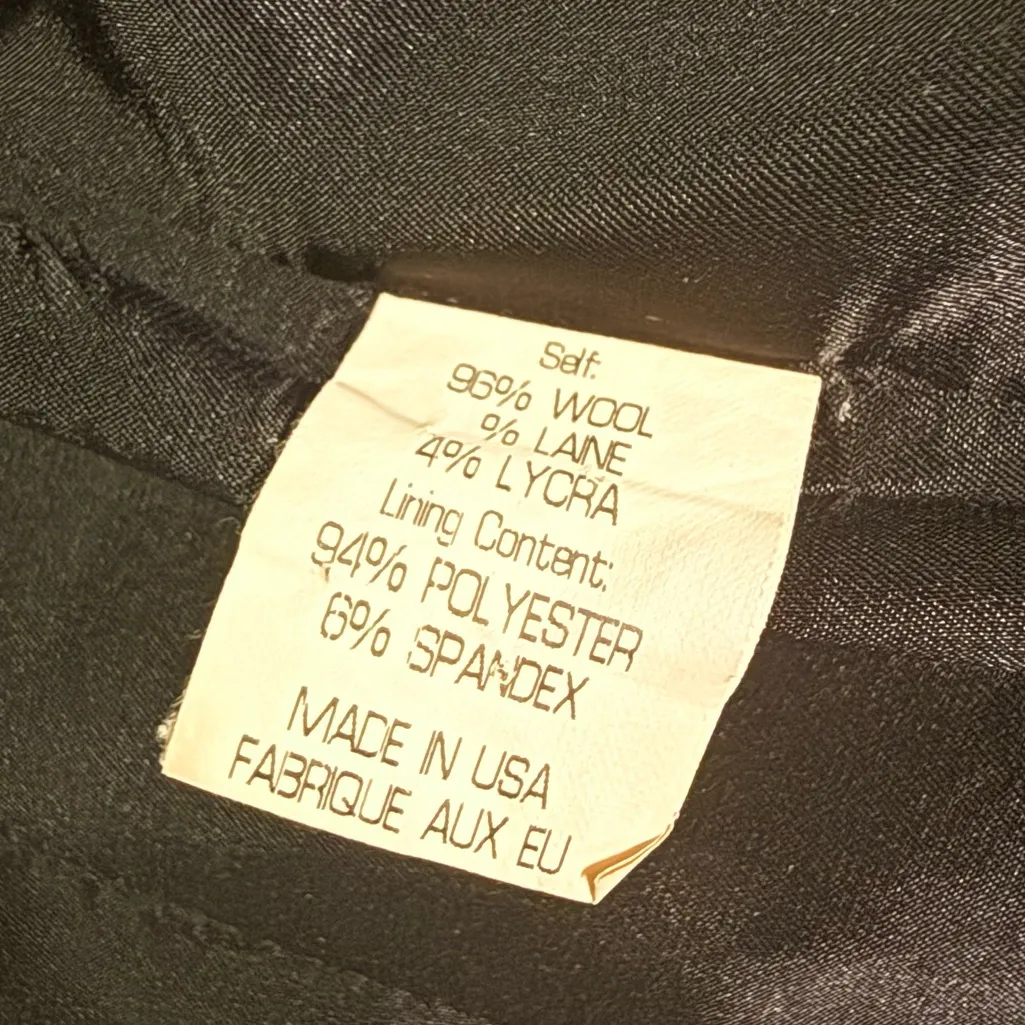 Self:
96% WOOL
% LAINE
4% LYCRA
Lining Content:
94% POLYESTER
6% SPANDEX
MADE IN USA
FABRIQUE AUX EU